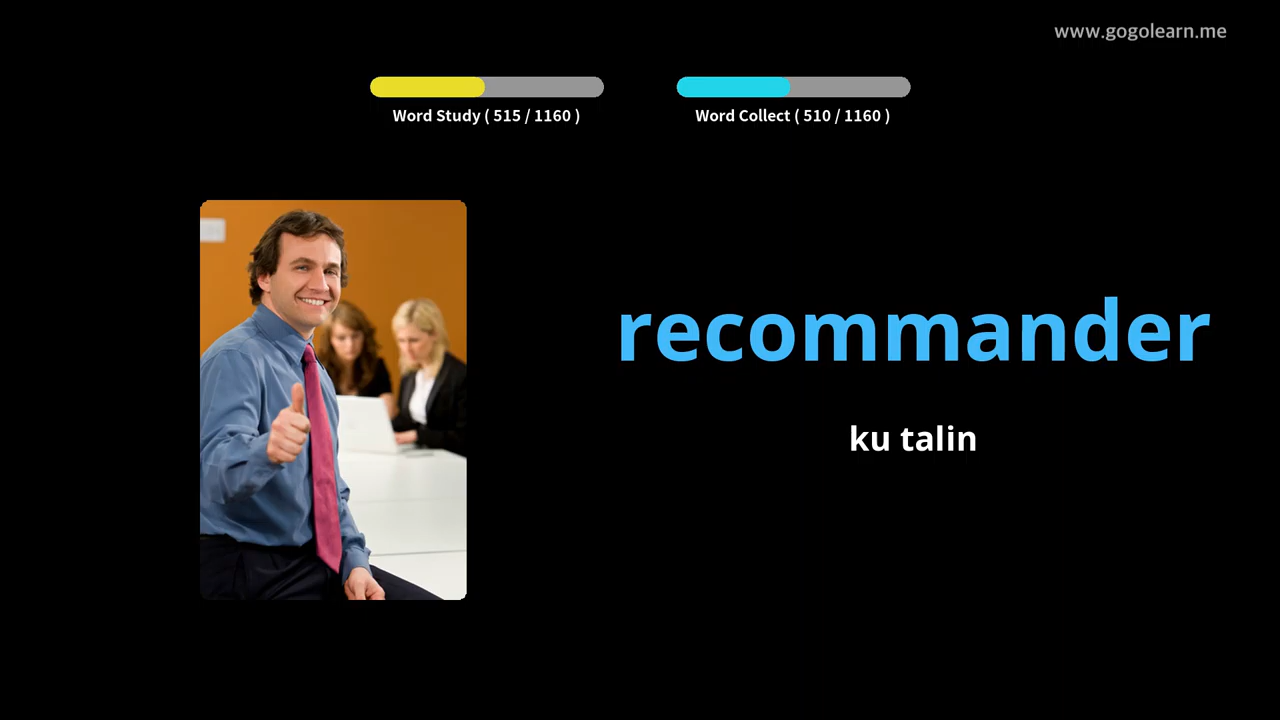 www.gogolearn.me
Word Study ( 515 / 1160 )
Word Collect ( 510 / 1160 )
recommander
ku talin